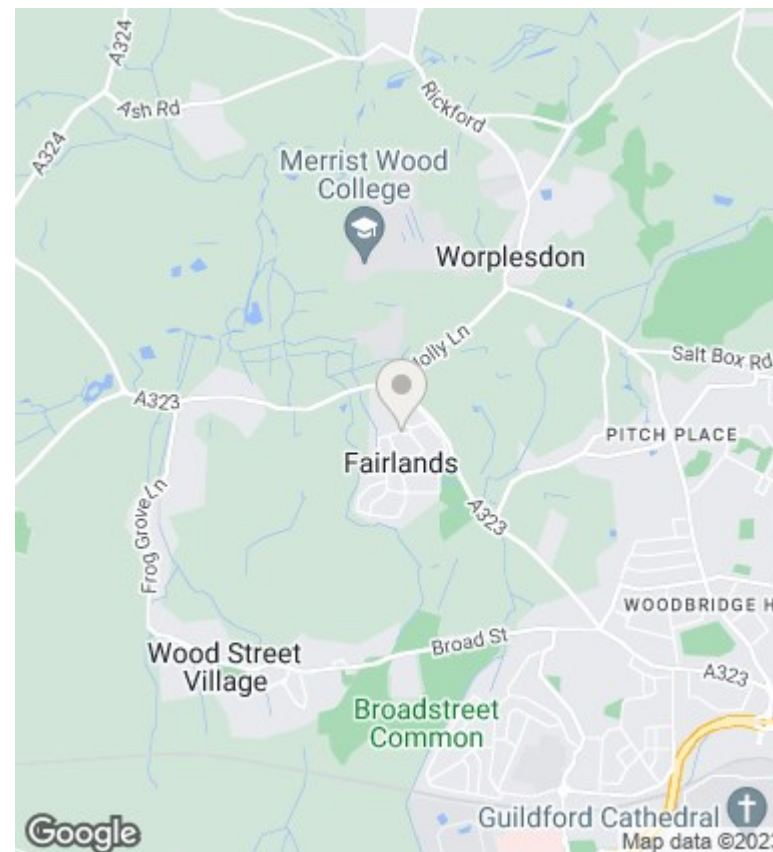 A324
Ash Rd
A324
Rickford
Merrist Wood
College
Worplesdon
Holly Ln
Salt Box Rd
A323
PITCH PLACE
Fairlands
A323
Frog Grove Ln
WOODBRIDGE H
Broad St
Wood Street
Village
A323
Broadstreet
Common
Guildford Cathedral
Google
Map data ©2023